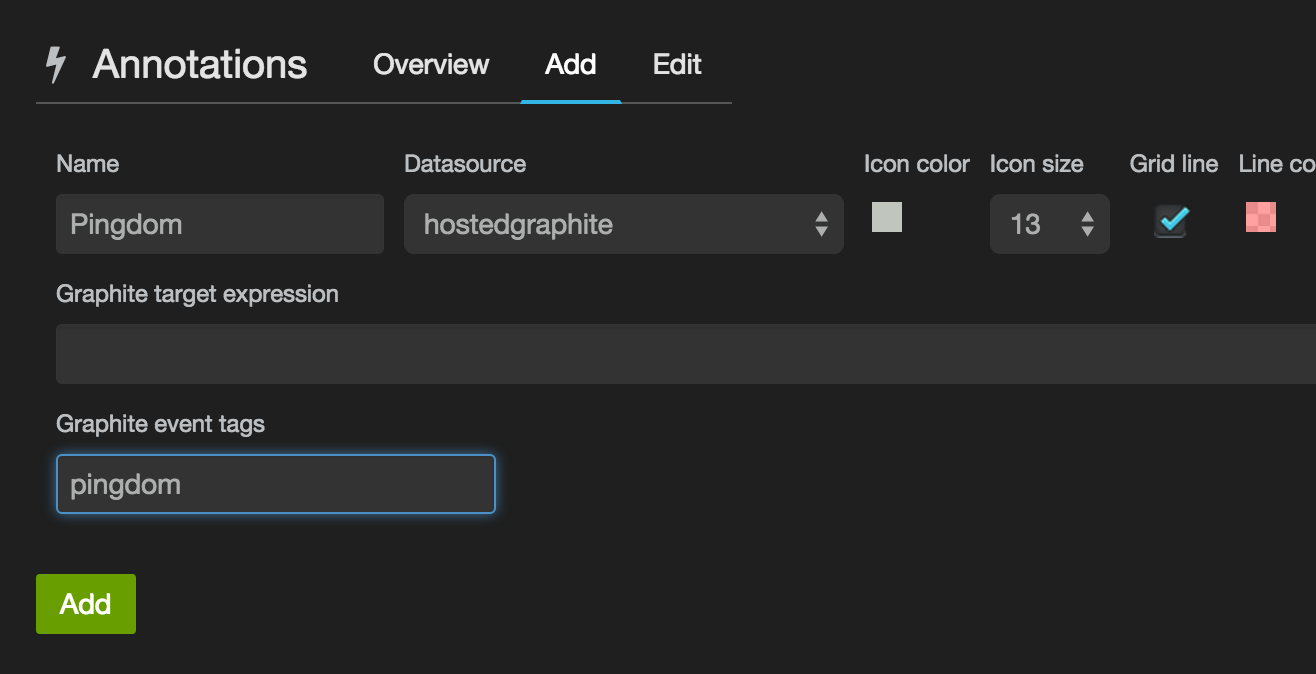 Annotations Overview Add Edit
Name Datasource Icon color Icon size Grid line Line co
Pingdom hostedgraphite 13
Graphite target expression
Graphite event tags
pingdom
Add